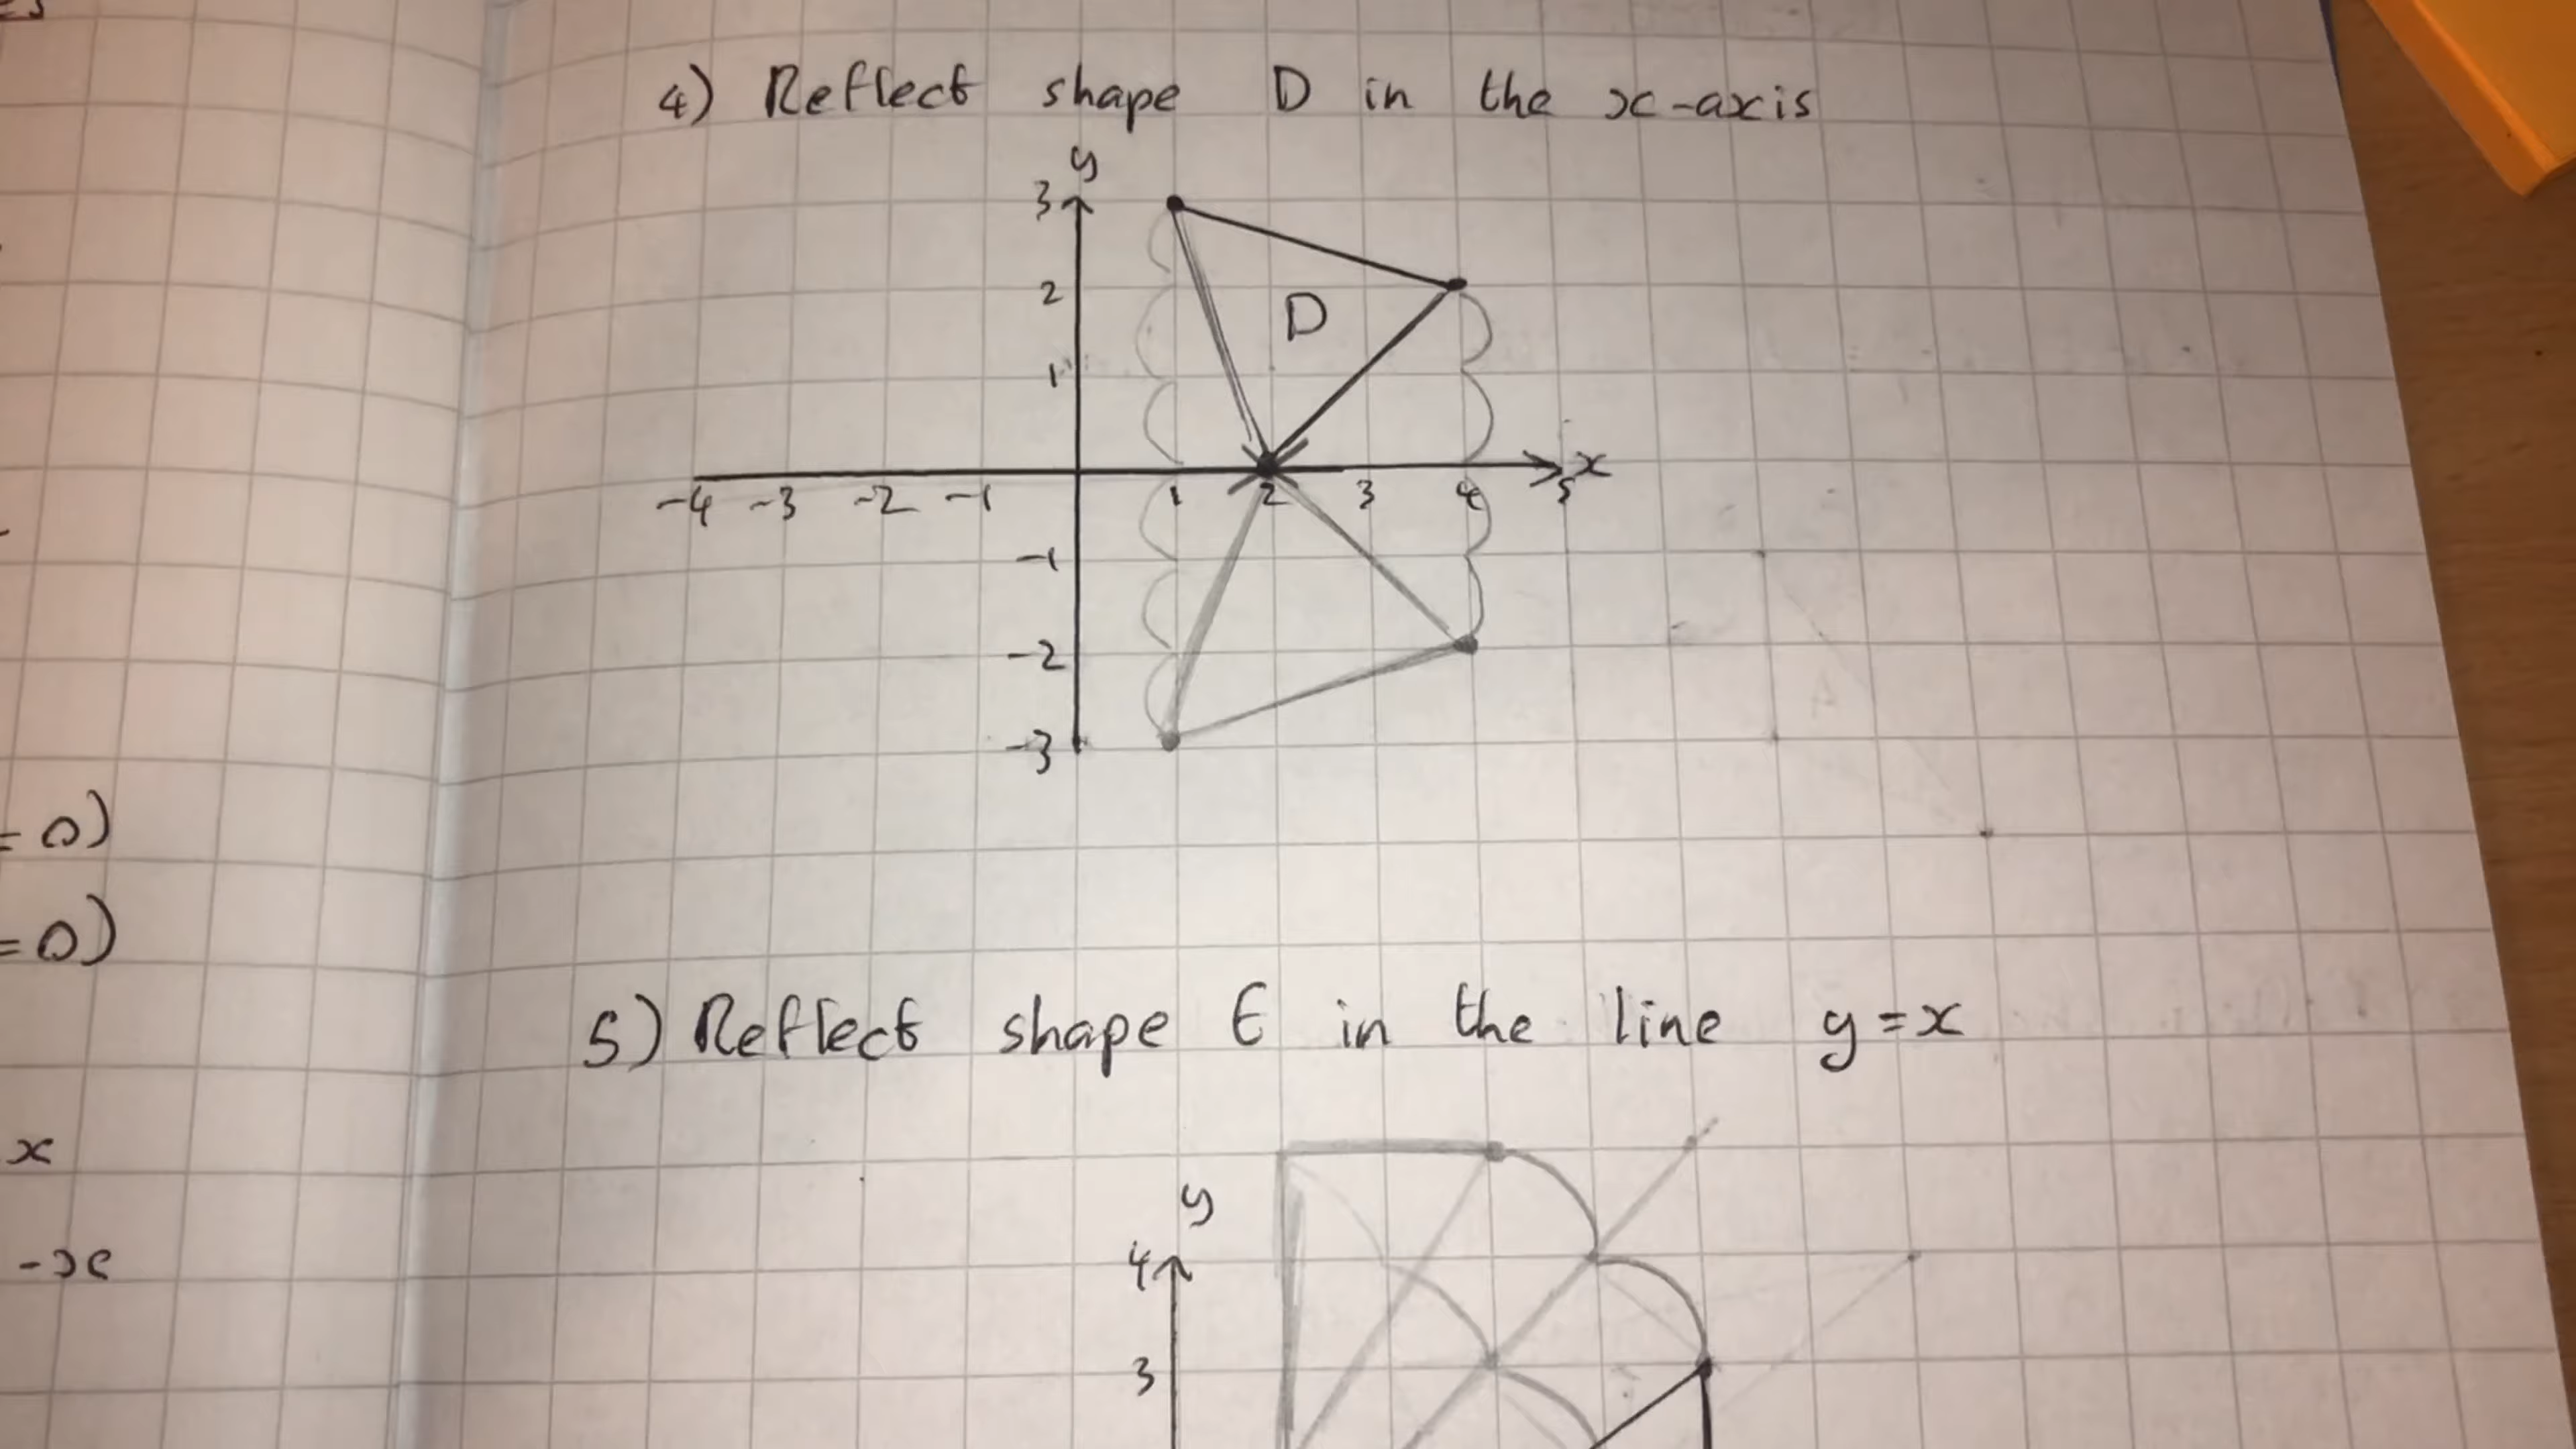 = 0)
= 0)
x
-x
4) Reflect shape D in the x-axis
y
3
2
D
1
x
-4 -3 -2 -1 1 2 3 4 5
-1
-2
-3
5) Reflect shape E in the line y=x
y
4
3